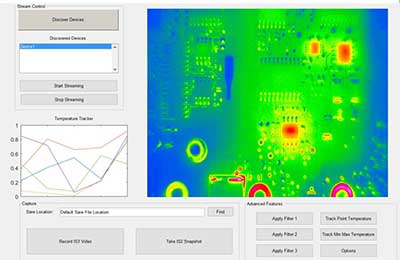 Stream Control
Discover Devices
Discovered Devices
Device1
Start Streaming
Stop Streaming
Temperature Tracker
1
0.8
0.6
0.4
0.2
0
Capture
Save Location:
Default Save File Location
Find
Record IS3 Video
Take IS2 Snapshot
Advanced Features
Apply Filter 1
Track Point Temperature
Apply Filter 2
Track Min Max Temperature
Apply Filter 3
Options